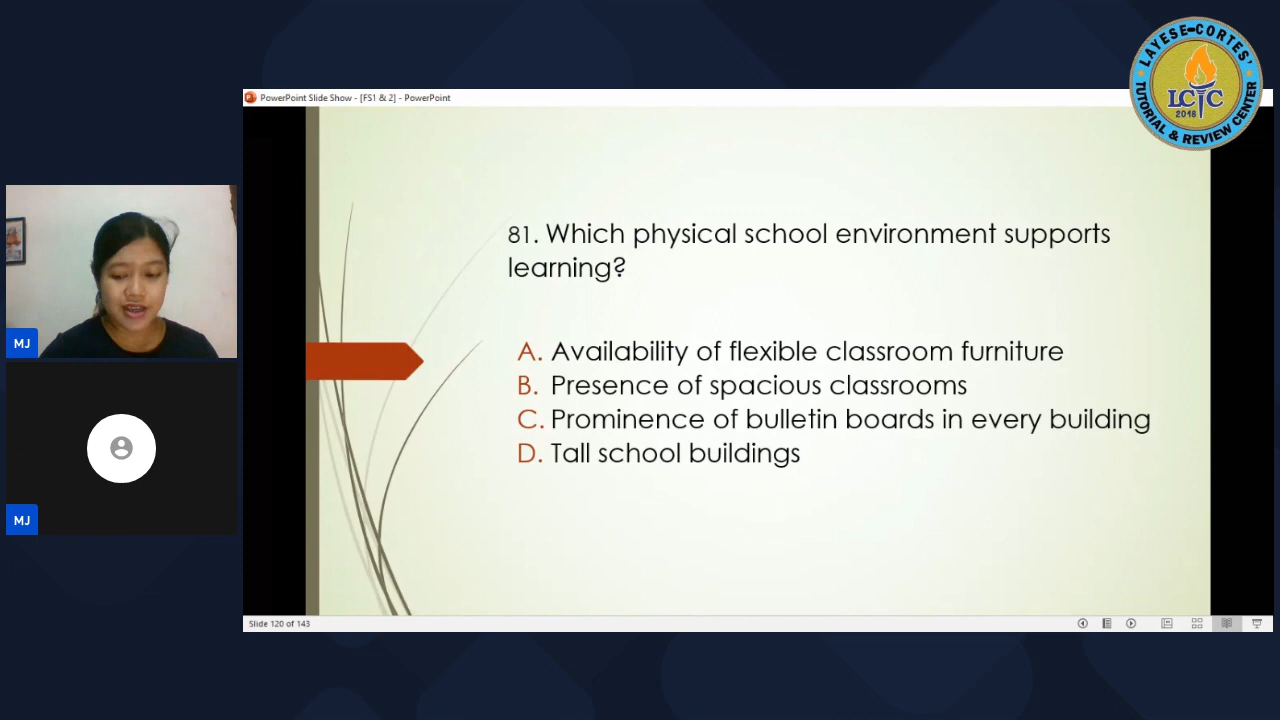 LAYESE-CORTES'
LCTC
2018
TUTORIAL & REVIEW CENTER
PowerPoint Slide Show - [FS1 & 2] - PowerPoint
81. Which physical school environment supports
learning?
A. Availability of flexible classroom furniture
B. Presence of spacious classrooms
C. Prominence of bulletin boards in every building
D. Tall school buildings
MJ
MJ
Slide 120 of 143